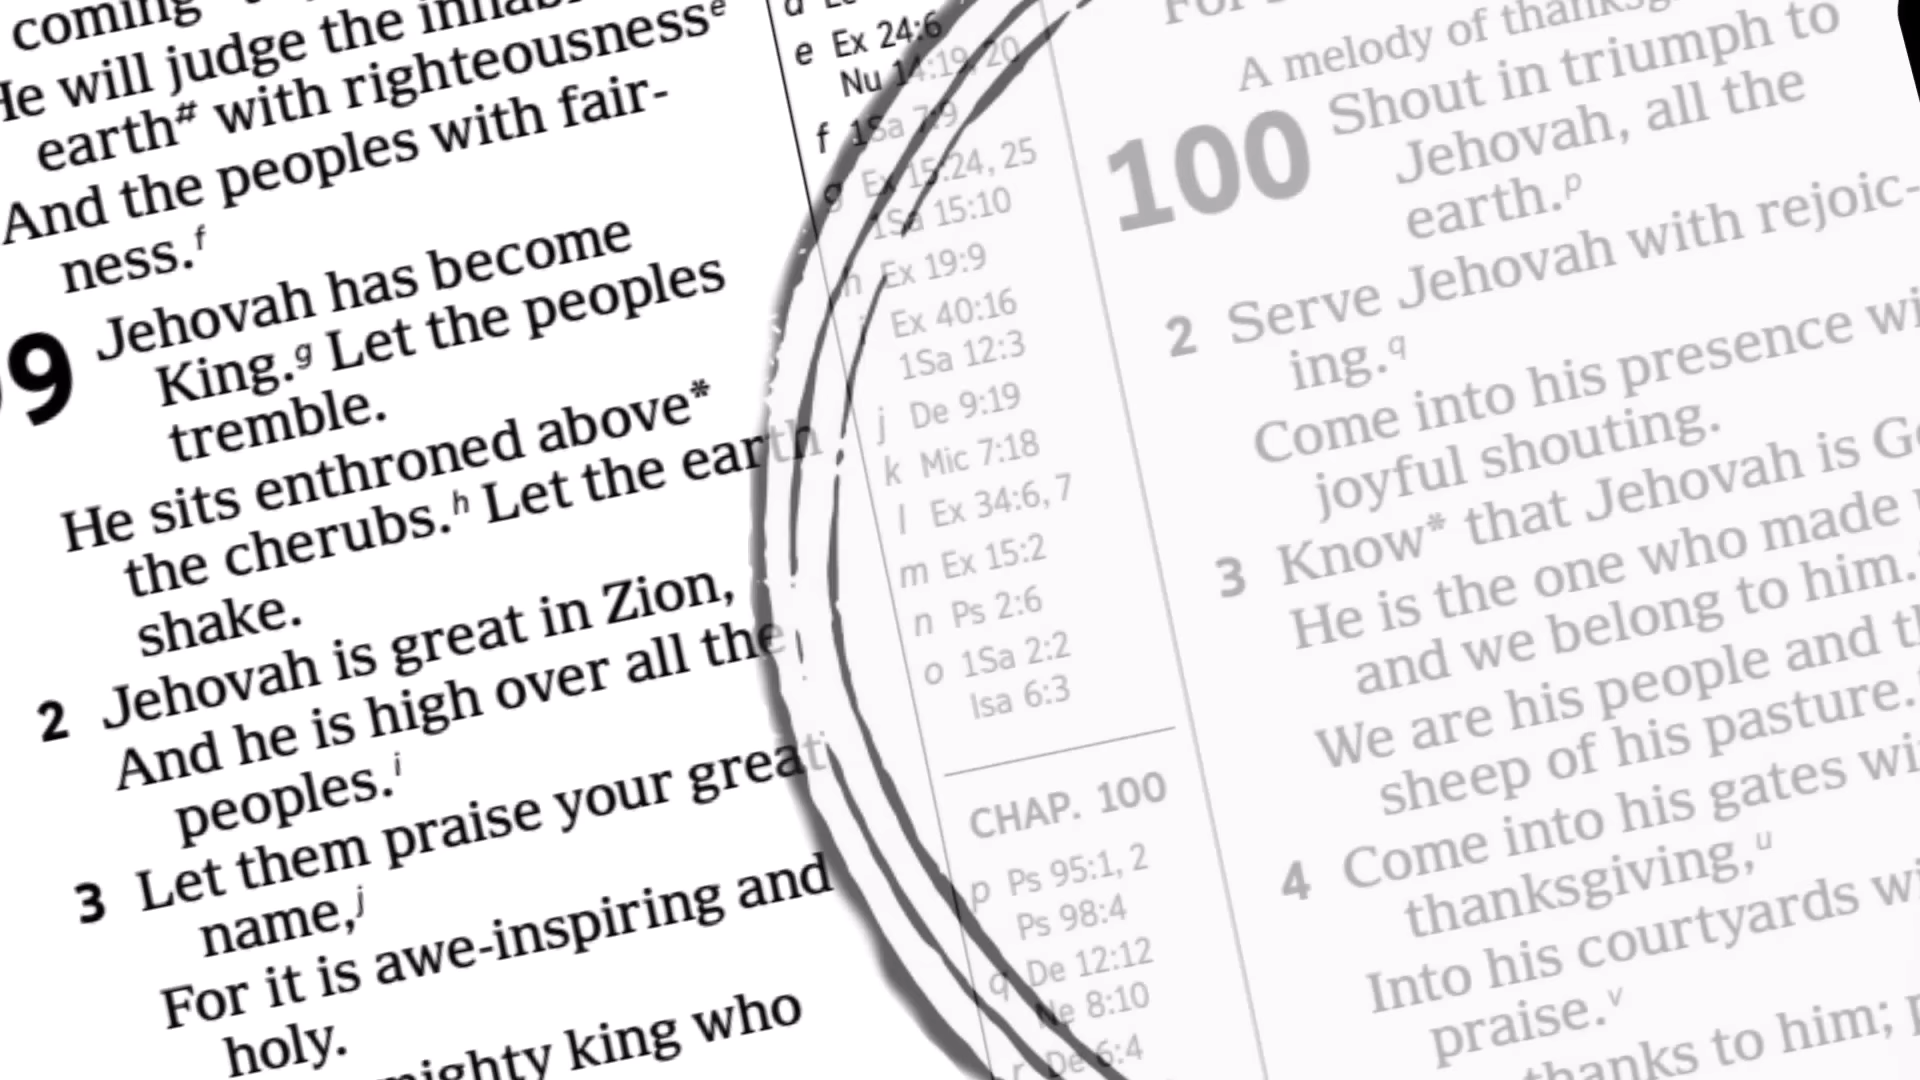 coming
He will judge the
earth# with righteousness e
And the peoples with fair-
ness. f
9 Jehovah has become
King. g Let the peoples
tremble.
He sits enthroned above*
the cherubs. h Let the earth
shake.
2 Jehovah is great in Zion,
And he is high over all the
peoples. i
3 Let them praise your great
name, j
For it is awe-inspiring and
holy.
mighty king who
e Ex 24:6
Nu 14:19, 20
f 1Sa 7:9
g Ex 15:24, 25
1Sa 15:10
h Ex 19:9
i Ex 40:16
1Sa 12:3
j De 9:19
k Mic 7:18
l Ex 34:6, 7
m Ex 15:2
n Ps 2:6
o 1Sa 2:2
Isa 6:3
CHAP. 100
p Ps 95:1, 2
Ps 98:4
q De 12:12
Ne 8:10
r De 6:4
For
A melody of
100 Shout in triumph to
Jehovah, all the
earth. p
2 Serve Jehovah with rejoic-
ing. q
Come into his presence
joyful shouting.
3 Know* that Jehovah is
He is the one who made
and we belong to him.
We are his people and
sheep of his pasture.
4 Come into his gates
thanksgiving, u
Into his courtyards
praise. v
thanks to him;